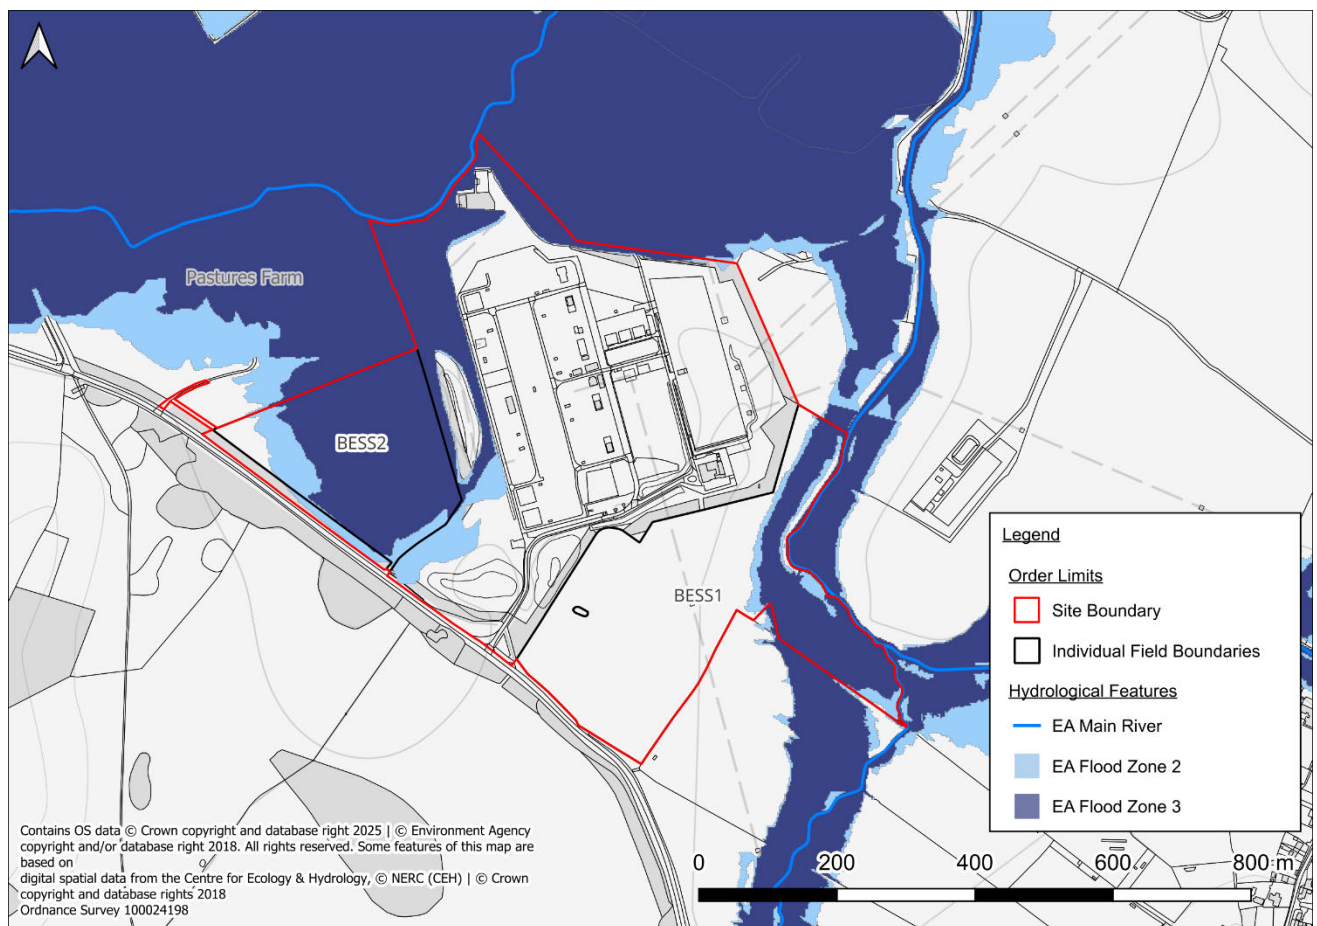 Pastures Farm
BESS2
BESS1
Legend
Order Limits
Site Boundary
Individual Field Boundaries
Hydrological Features
EA Main River
EA Flood Zone 2
EA Flood Zone 3
Contains OS data © Crown copyright and database right 2025 | © Environment Agency
copyright and/or database right 2018. All rights reserved. Some features of this map are
based on
digital spatial data from the Centre for Ecology & Hydrology, © NERC (CEH) | © Crown
copyright and database rights 2018
Ordnance Survey 100024198
0 200 400 600 800 m